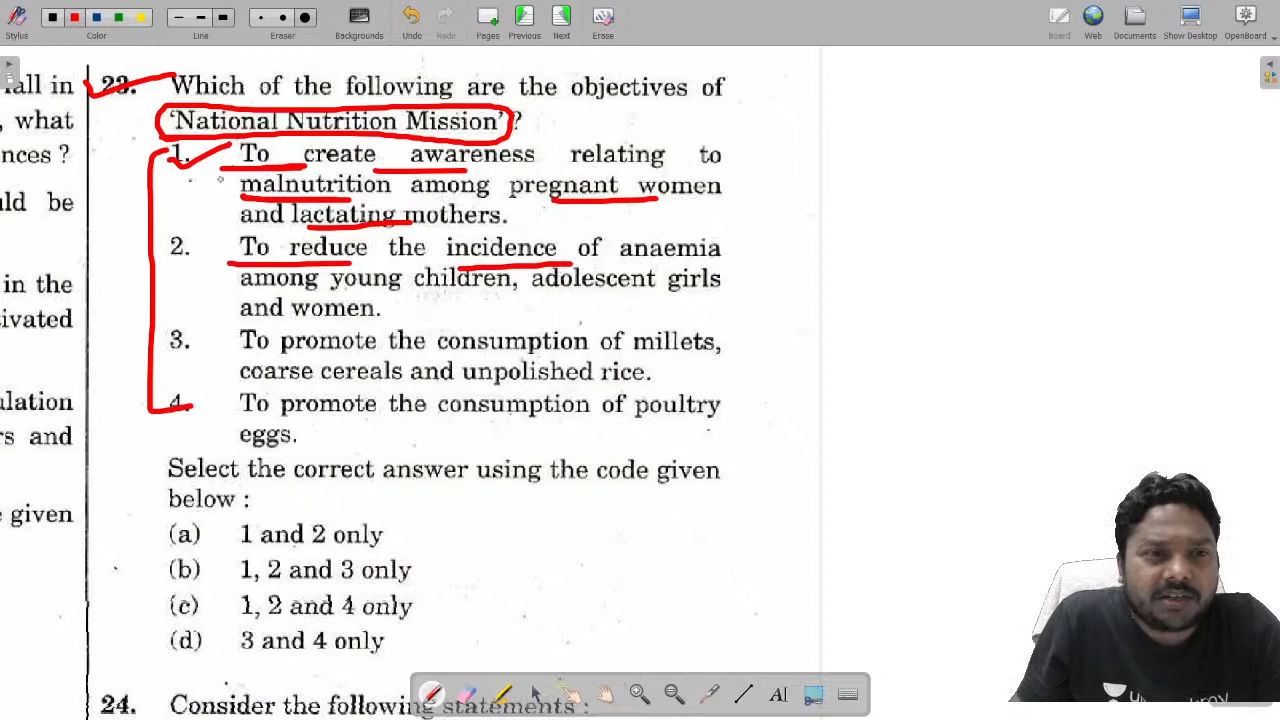 Stylus
Color
Line
Eraser
Backgrounds
Undo
Redo
Pages
Previous
Next
Erase
Board
Web
Documents
Show Desktop
OpenBoard
fall in
, what
nces ?
ld be
in the
ivated
ulation
rs and
given
23. Which of the following are the objectives of
'National Nutrition Mission' ?
1. To create awareness relating to
malnutrition among pregnant women
and lactating mothers.
2. To reduce the incidence of anaemia
among young children, adolescent girls
and women.
3. To promote the consumption of millets,
coarse cereals and unpolished rice.
4. To promote the consumption of poultry
eggs.
Select the correct answer using the code given
below :
(a) 1 and 2 only
(b) 1, 2 and 3 only
(c) 1, 2 and 4 only
(d) 3 and 4 only
24. Consider the following statements :